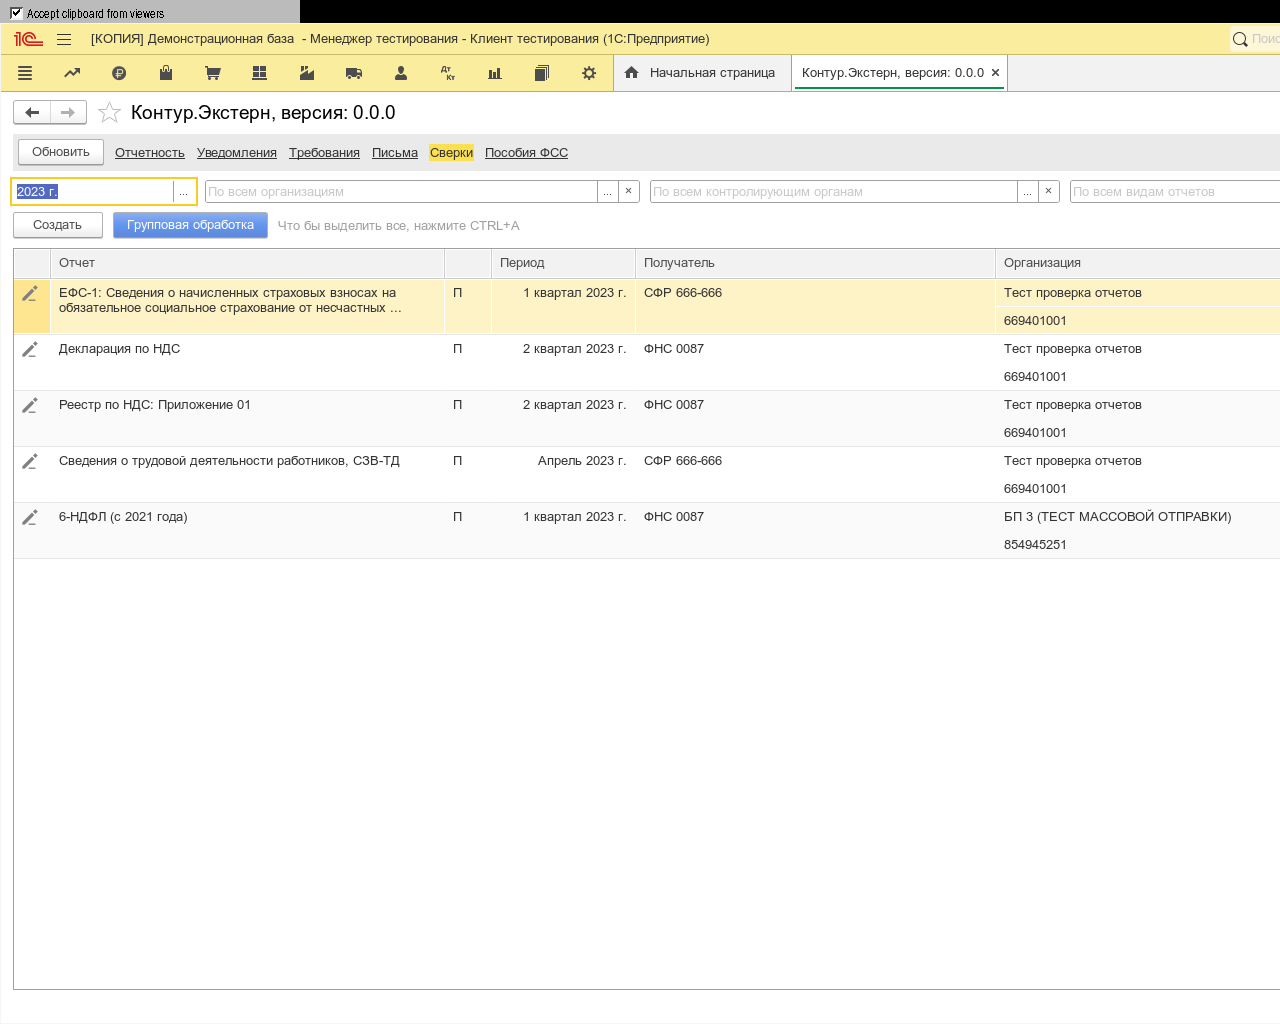 Accept clipboard from viewers
[КОПИЯ] Демонстрационная база - Менеджер тестирования - Клиент тестирования (1С:Предприятие)
Начальная страница
Контур.Экстерн, версия: 0.0.0 ×
Контур.Экстерн, версия: 0.0.0
Обновить Отчетность Уведомления Требования Письма Сверки Пособия ФСС
2023 г. ... По всем организациям ... × По всем контролирующим органам ... × По всем видам отчетов
Создать Групповая обработка Что бы выделить все, нажмите CTRL+A
Отчет Период Получатель Организация
ЕФС-1: Сведения о начисленных страховых взносах на П 1 квартал 2023 г. СФР 666-666 Тест проверка отчетов
обязательное социальное страхование от несчастных ...
669401001
Декларация по НДС П 2 квартал 2023 г. ФНС 0087 Тест проверка отчетов
669401001
Реестр по НДС: Приложение 01 П 2 квартал 2023 г. ФНС 0087 Тест проверка отчетов
669401001
Сведения о трудовой деятельности работников, СЗВ-ТД П Апрель 2023 г. СФР 666-666 Тест проверка отчетов
669401001
6-НДФЛ (с 2021 года) П 1 квартал 2023 г. ФНС 0087 БП 3 (ТЕСТ МАССОВОЙ ОТПРАВКИ)
854945251